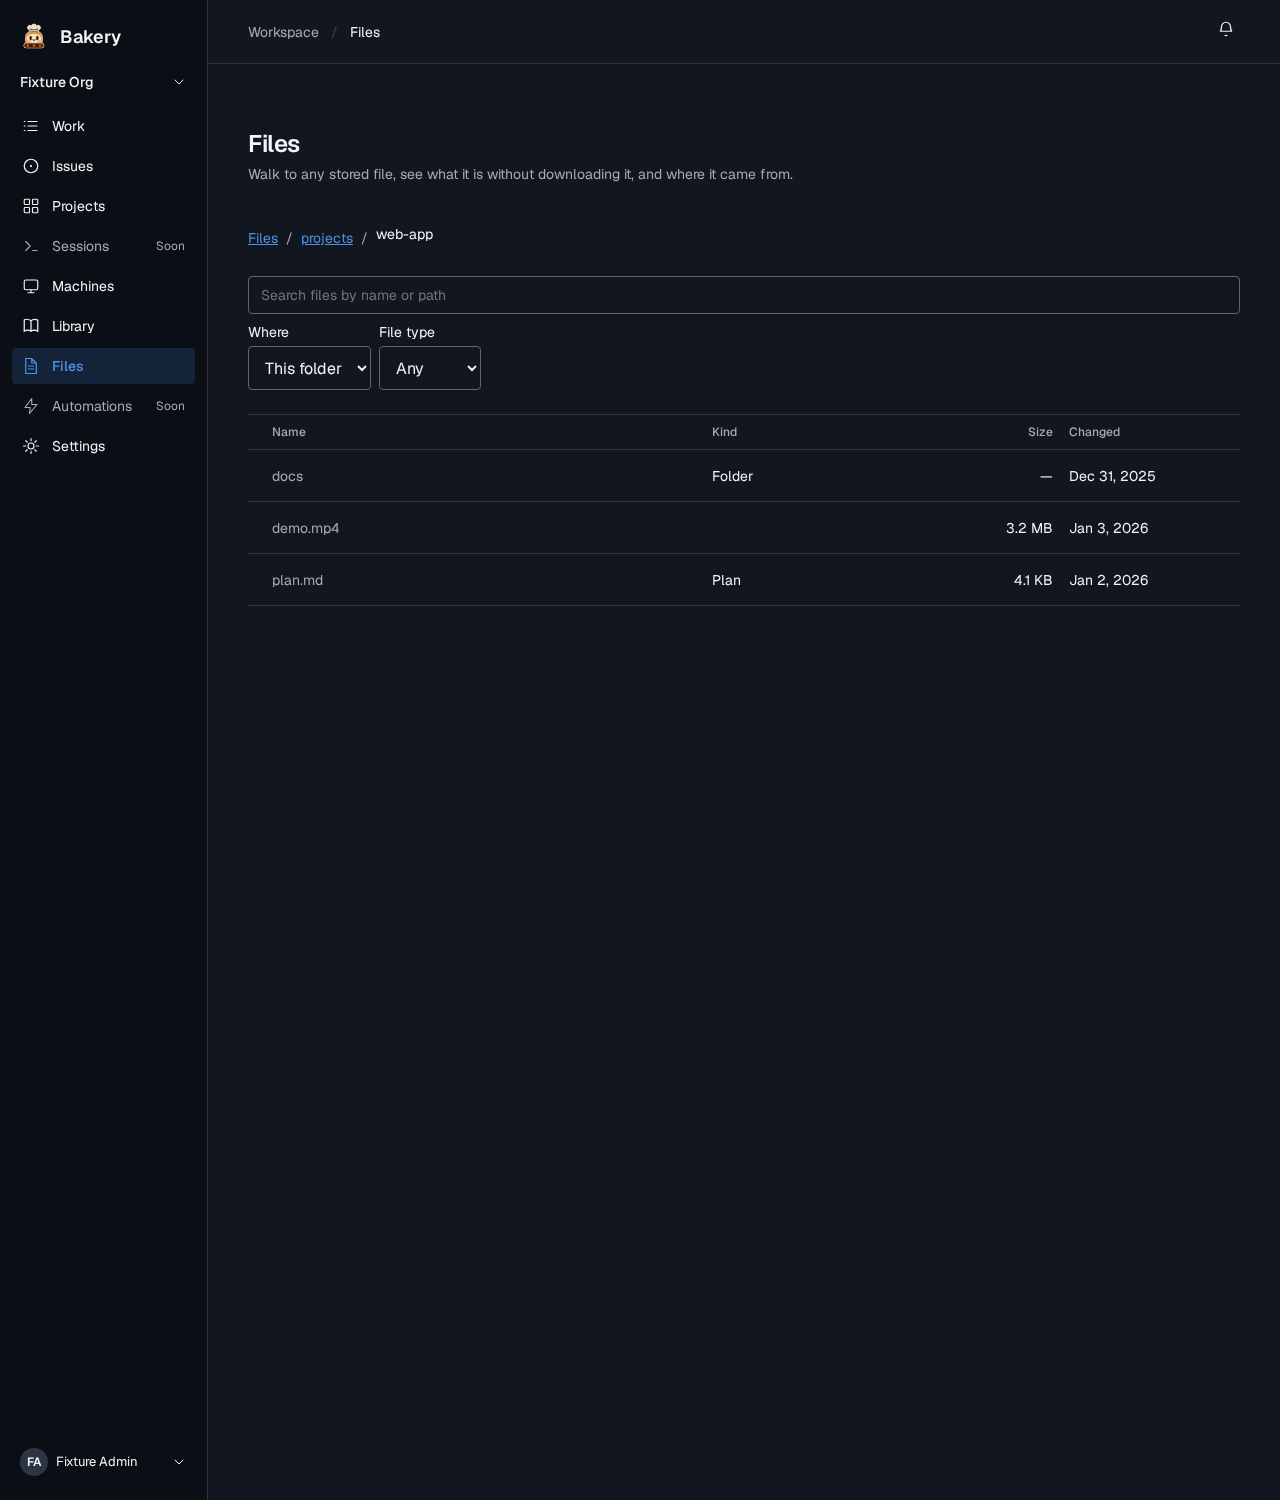 Bakery
Fixture Org
Work
Issues
Projects
Sessions Soon
Machines
Library
Files
Automations Soon
Settings
FA Fixture Admin
Workspace / Files
Files
Walk to any stored file, see what it is without downloading it, and where it came from.
Files / projects / web-app
Search files by name or path
Where File type
This folder Any
Name Kind Size Changed
docs Folder — Dec 31, 2025
demo.mp4 3.2 MB Jan 3, 2026
plan.md Plan 4.1 KB Jan 2, 2026